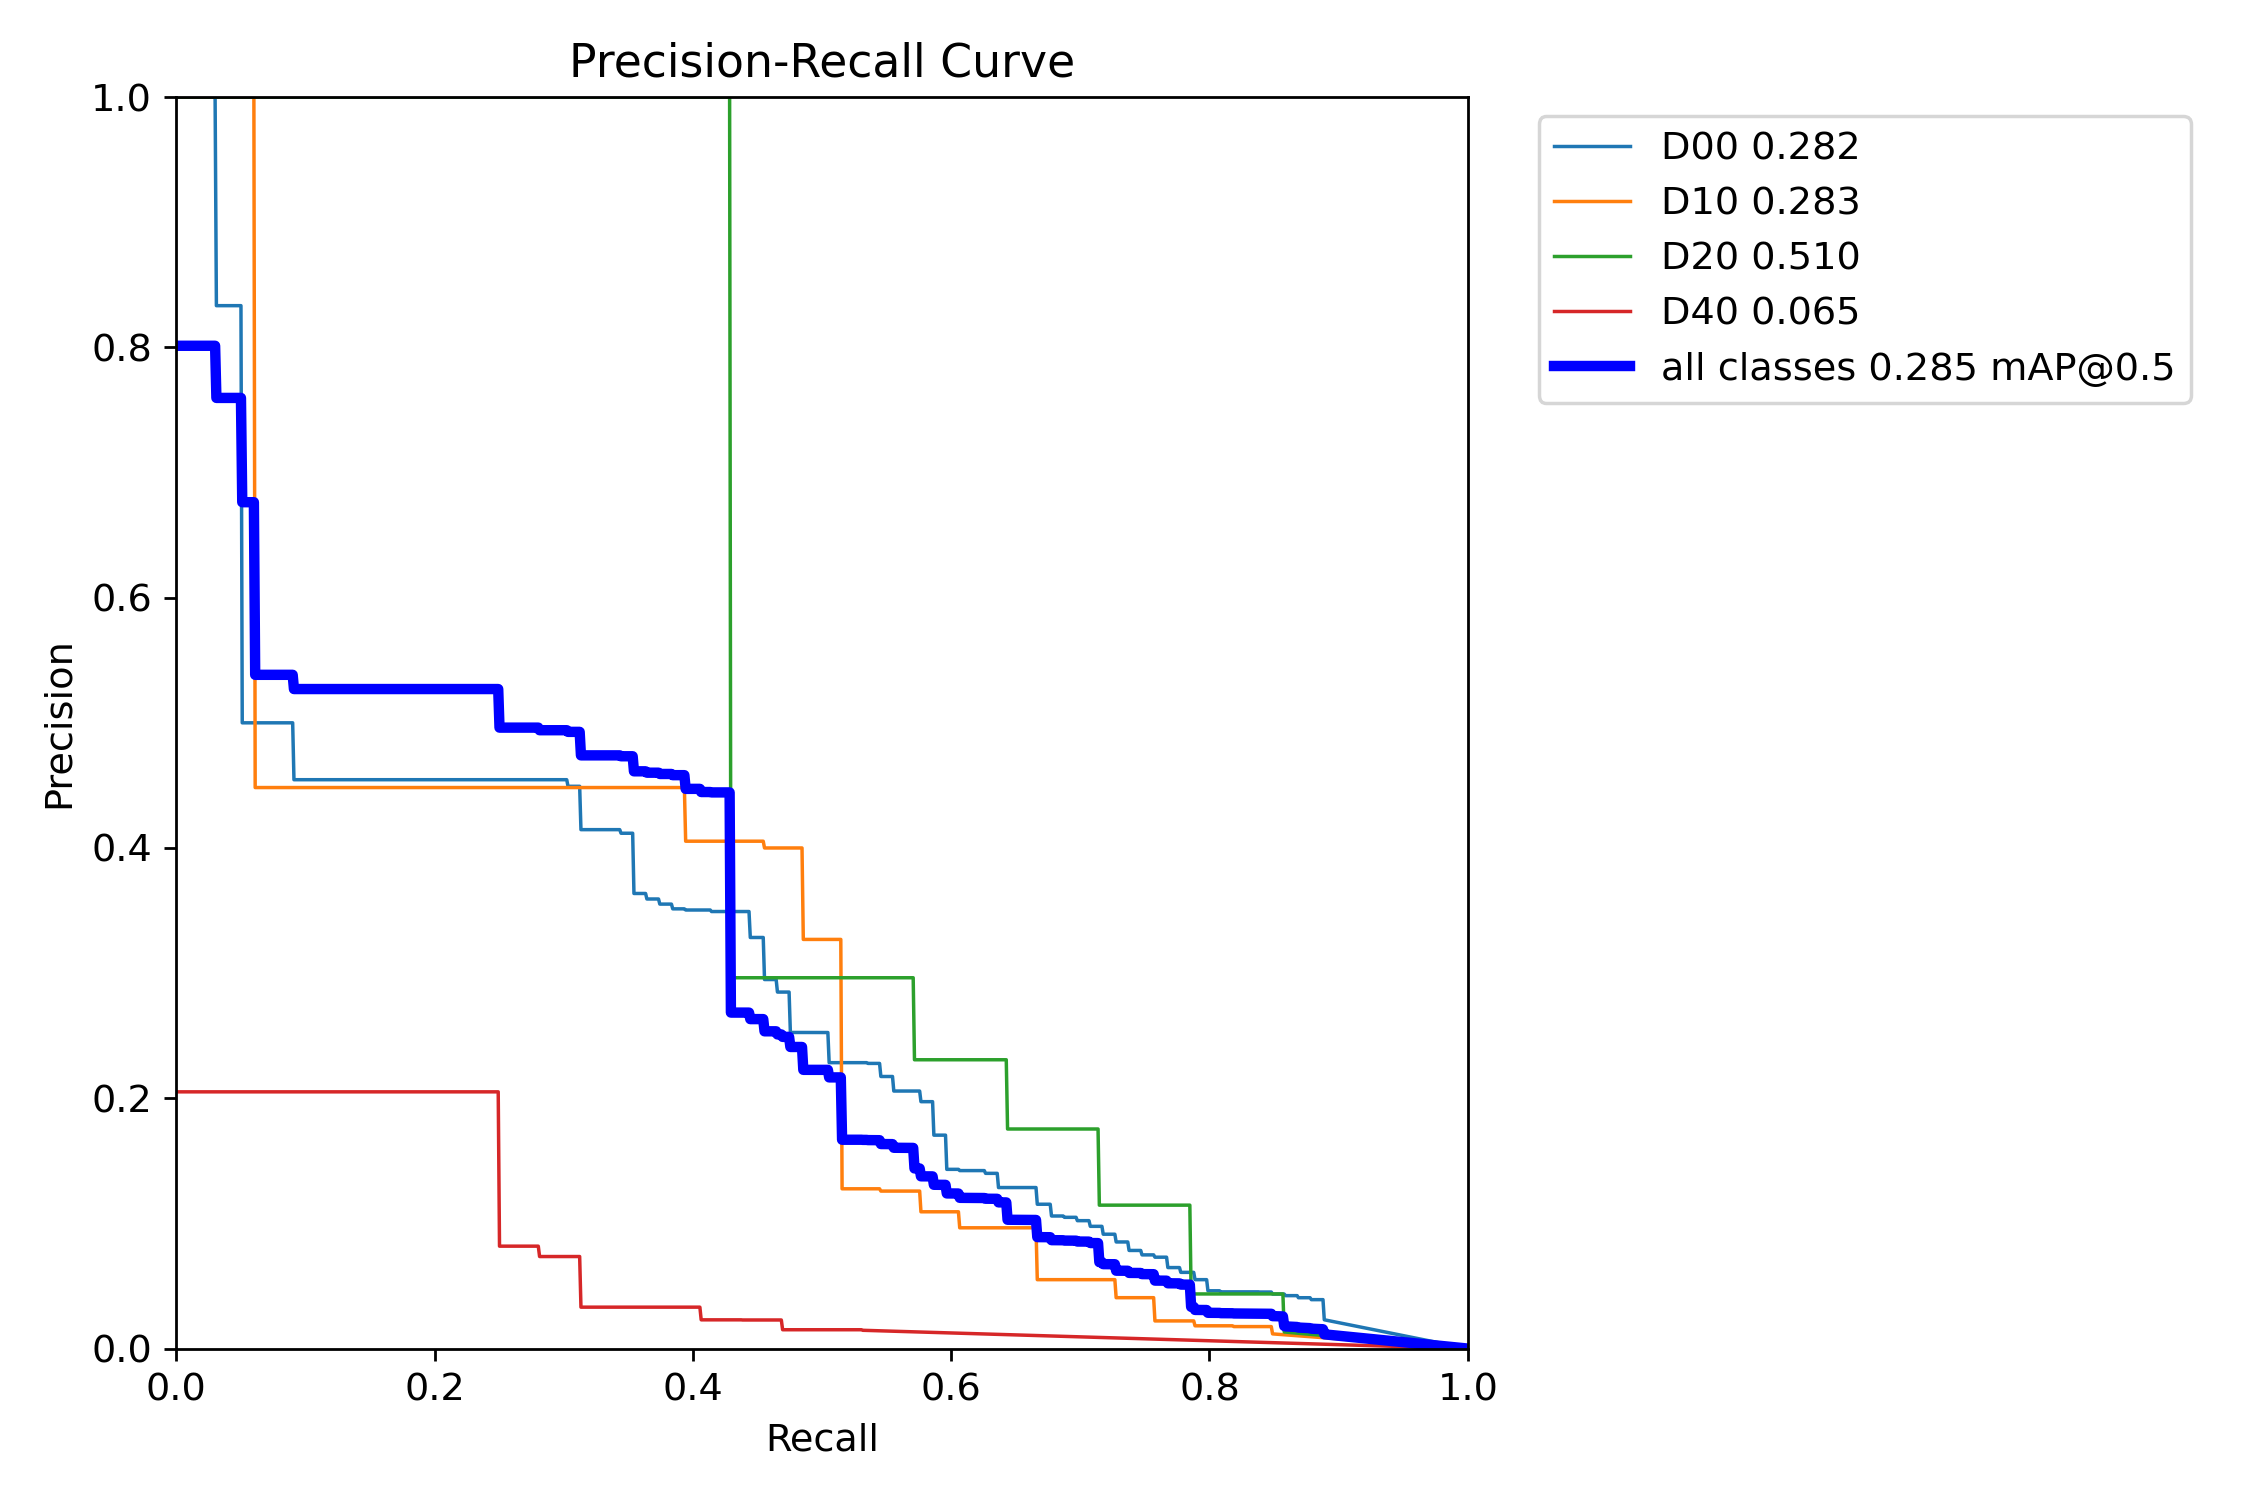 Precision-Recall Curve
1.0
0.8
0.6
0.4
0.2
0.0
Precision
0.0 0.2 0.4 0.6 0.8 1.0
Recall
D00 0.282
D10 0.283
D20 0.510
D40 0.065
all classes 0.285 mAP@0.5